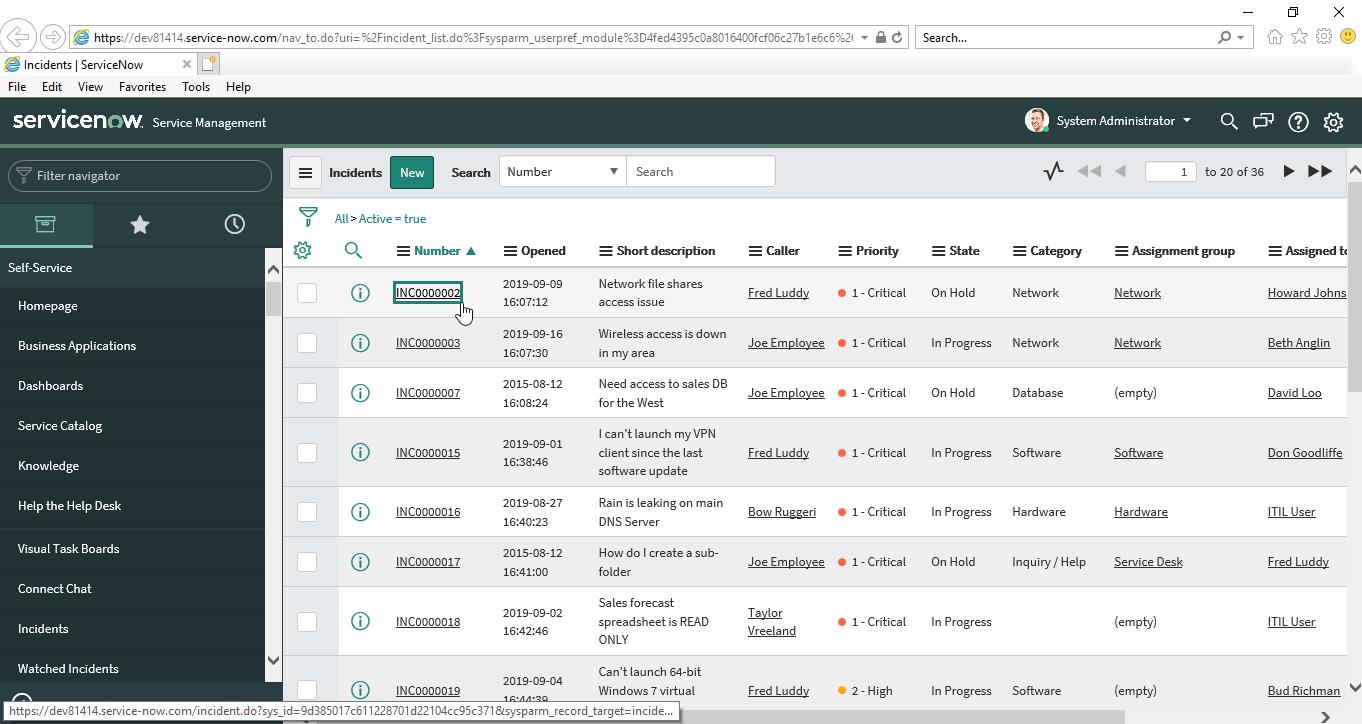 https://dev81414.service-now.com/nav_to.do?uri=%2Fincident_list.do%3Fsysparm_userpref_module%3D4fed4395c0a8016400fcf06c27b1e6c6%2
Search...
Incidents | ServiceNow
File Edit View Favorites Tools Help
servicenow Service Management
System Administrator
Filter navigator
Incidents New Search Number Search 1 to 20 of 36
All > Active = true
Number Opened Short description Caller Priority State Category Assignment group Assigned to
Self-Service
Homepage
Business Applications
Dashboards
Service Catalog
Knowledge
Help the Help Desk
Visual Task Boards
Connect Chat
Incidents
Watched Incidents
INC0000002 2019-09-09 16:07:12 Network file shares access issue Fred Luddy 1 - Critical On Hold Network Network Howard Johns
INC0000003 2019-09-16 16:07:30 Wireless access is down in my area Joe Employee 1 - Critical In Progress Network Network Beth Anglin
INC0000007 2015-08-12 16:08:24 Need access to sales DB for the West Joe Employee 1 - Critical On Hold Database (empty) David Loo
INC0000015 2019-09-01 16:38:46 I can't launch my VPN client since the last software update Fred Luddy 1 - Critical In Progress Software Software Don Goodliffe
INC0000016 2019-08-27 16:40:23 Rain is leaking on main DNS Server Bow Ruggeri 1 - Critical In Progress Hardware Hardware ITIL User
INC0000017 2015-08-12 16:41:00 How do I create a sub-folder Joe Employee 1 - Critical On Hold Inquiry / Help Service Desk Fred Luddy
INC0000018 2019-09-02 16:42:46 Sales forecast spreadsheet is READ ONLY Taylor Vreeland 1 - Critical In Progress (empty) ITIL User
INC0000019 2019-09-04 16:44:39 Can't launch 64-bit Windows 7 virtual Fred Luddy 2 - High In Progress Software (empty) Bud Richman
https://dev81414.service-now.com/incident.do?sys_id=9d385017c611228701d22104cc95c371&sysparm_record_target=incide...